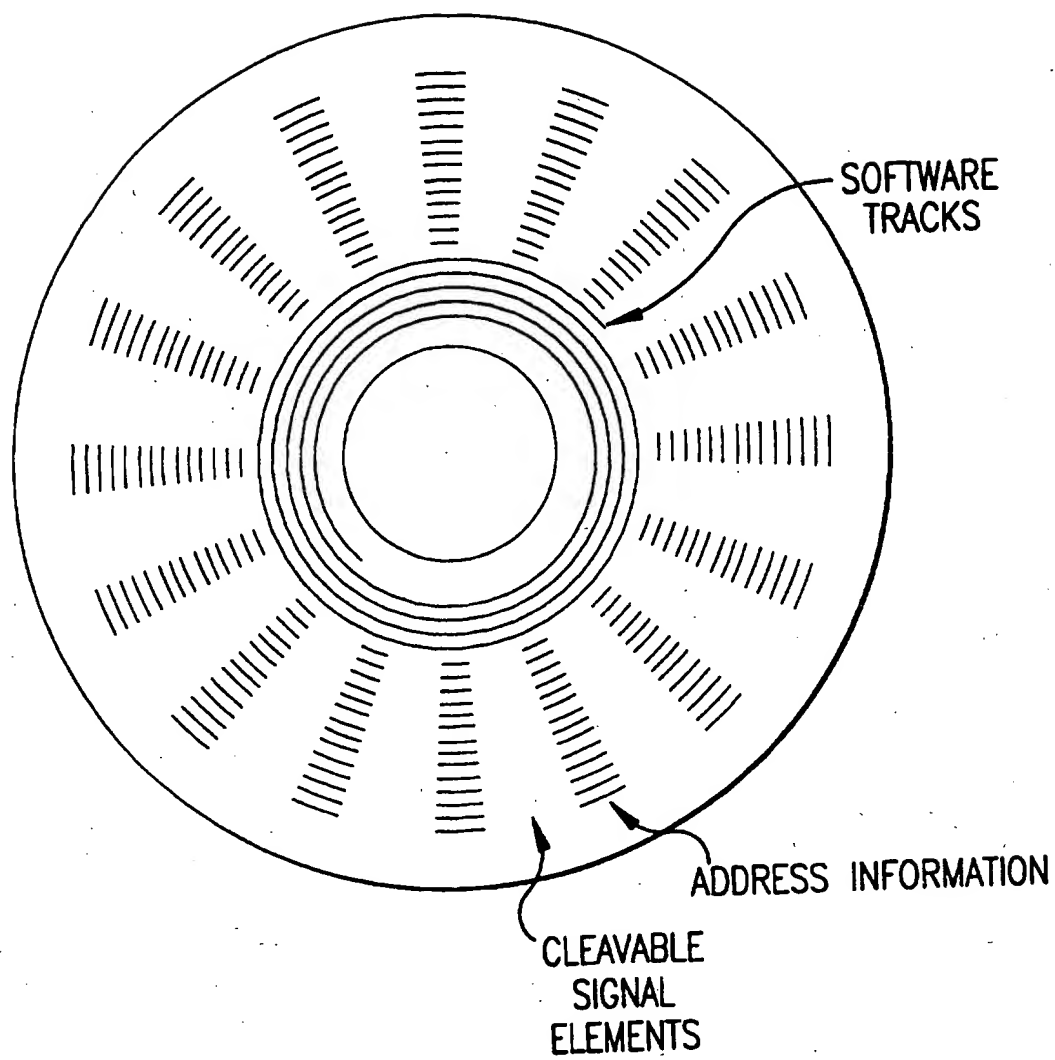 SOFTWARE
TRACKS
ADDRESS INFORMATION
CLEAVABLE
SIGNAL
ELEMENTS